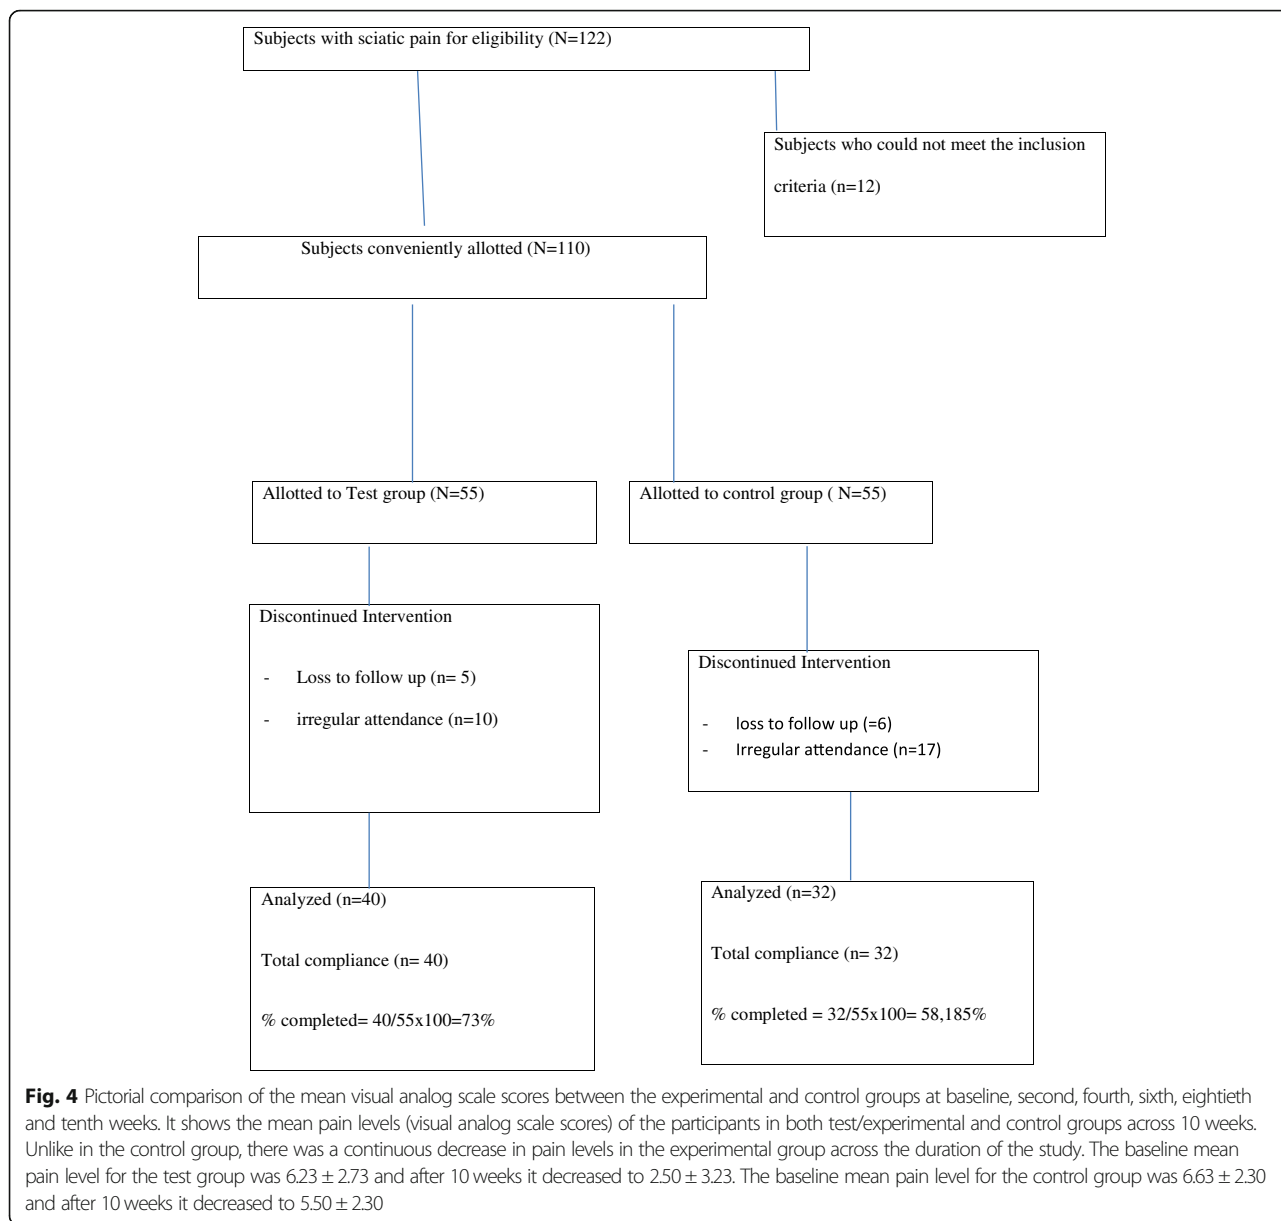 Subjects with sciatic pain for eligibility (N=122)
Subjects who could not meet the inclusion
criteria (n=12)
Subjects conveniently allotted (N=110)
Allotted to Test group (N=55)
Allotted to control group ( N=55)
Discontinued Intervention
- Loss to follow up (n= 5)
- irregular attendance (n=10)
Discontinued Intervention
- loss to follow up (=6)
- Irregular attendance (n=17)
Analyzed (n=40)
Total compliance (n= 40)
% completed= 40/55x100=73%
Analyzed (n=32)
Total compliance (n= 32)
% completed = 32/55x100= 58,185%
Fig. 4 Pictorial comparison of the mean visual analog scale scores between the experimental and control groups at baseline, second, fourth, sixth, eightieth
and tenth weeks. It shows the mean pain levels (visual analog scale scores) of the participants in both test/experimental and control groups across 10 weeks.
Unlike in the control group, there was a continuous decrease in pain levels in the experimental group across the duration of the study. The baseline mean
pain level for the test group was 6.23 ± 2.73 and after 10 weeks it decreased to 2.50 ± 3.23. The baseline mean pain level for the control group was 6.63 ± 2.30
and after 10 weeks it decreased to 5.50 ± 2.30